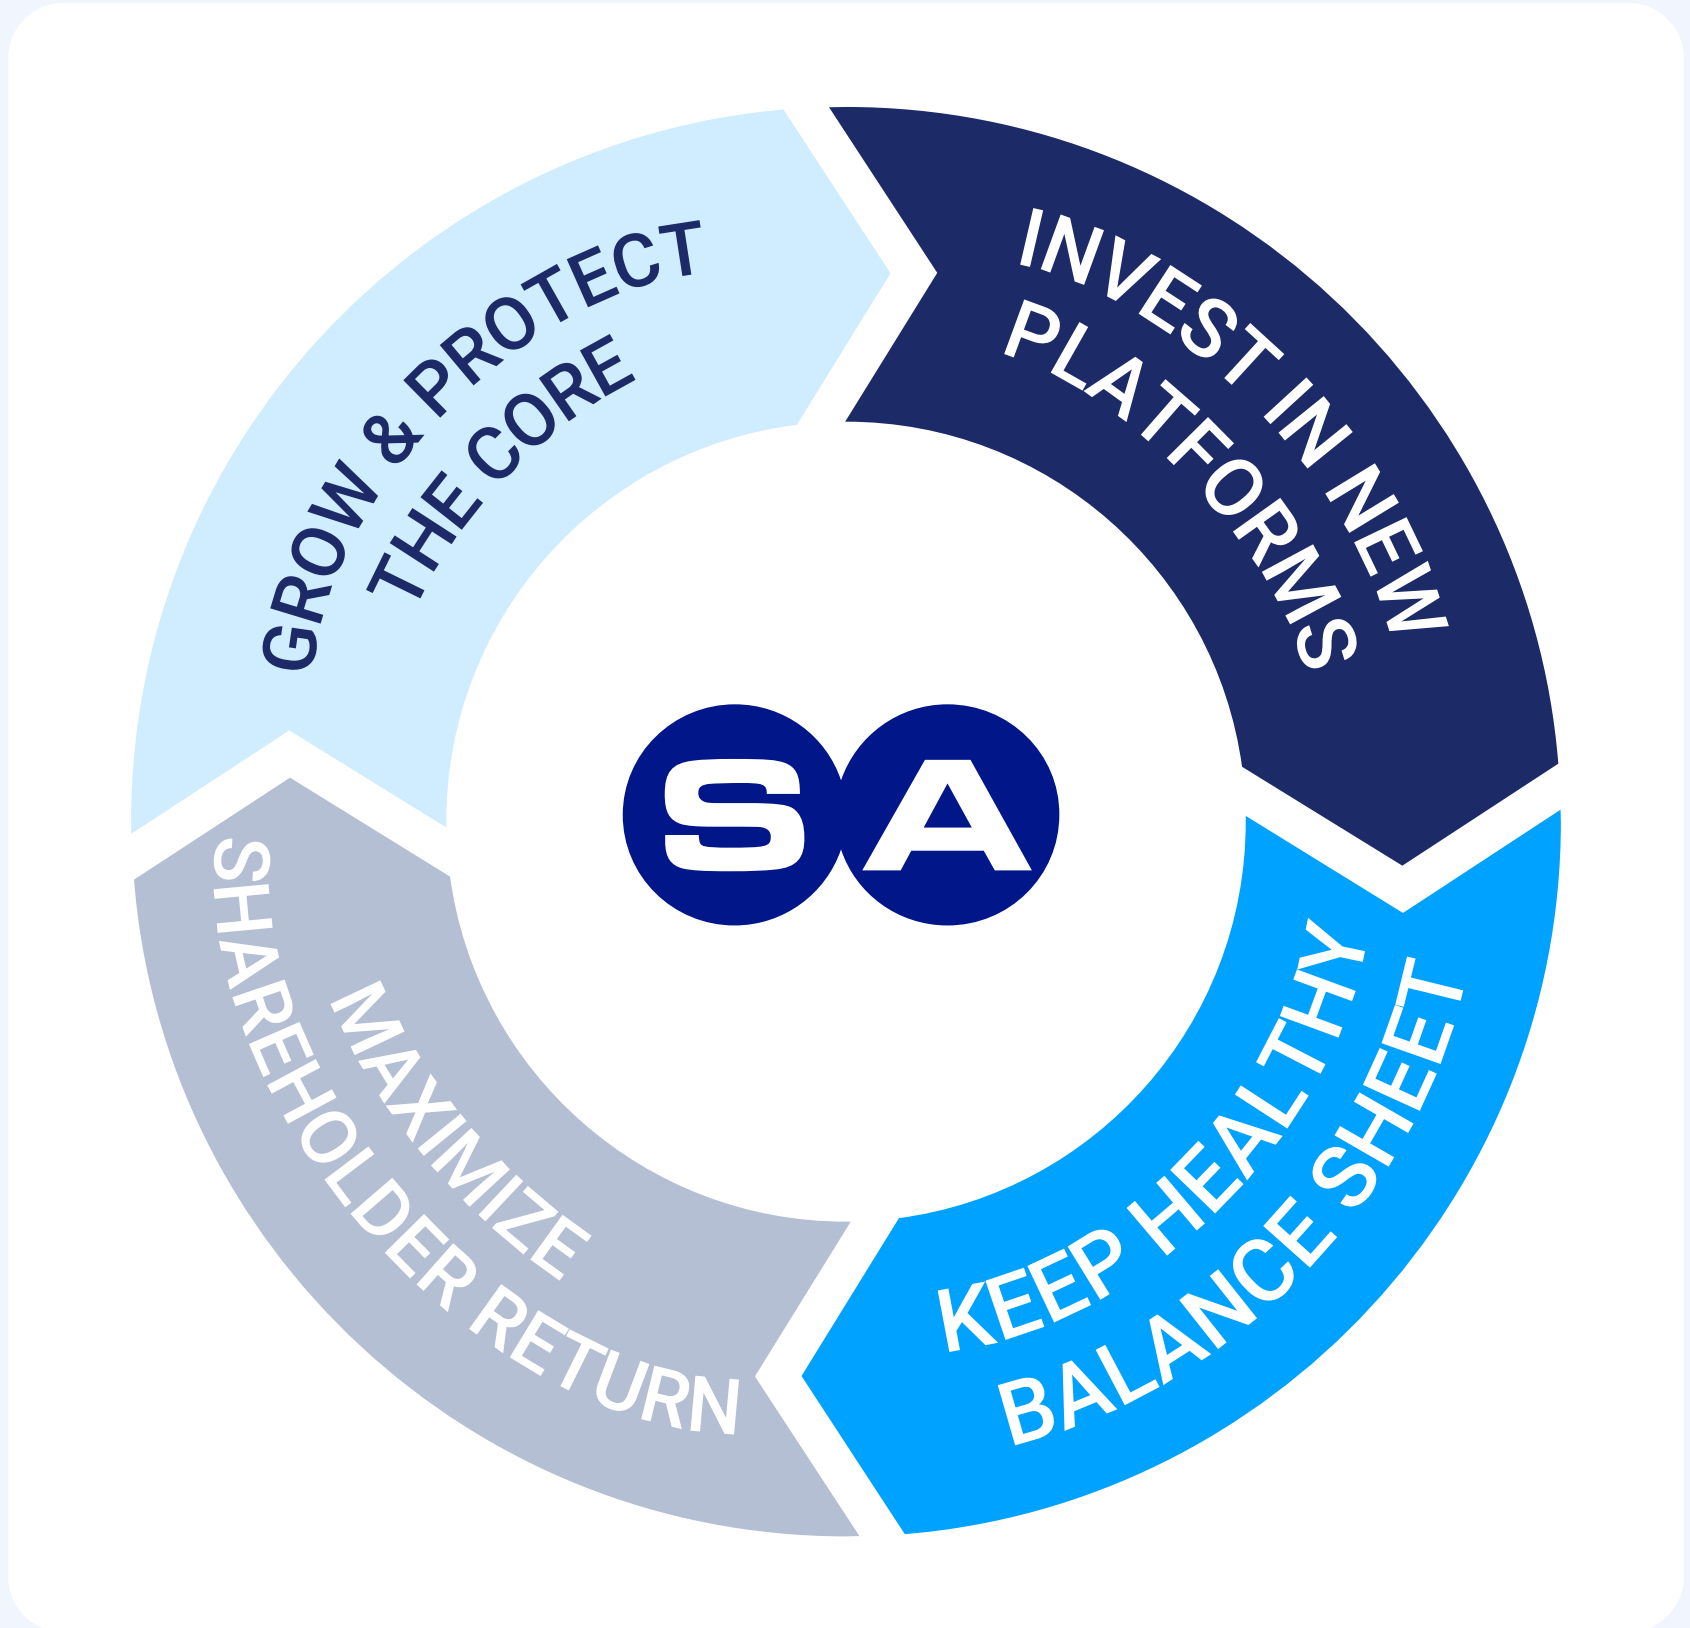 GROW & PROTECT
THE CORE
INVEST IN NEW
PLATFORMS
SA
KEEP HEALTHY
BALANCE SHEET
MAXIMIZE
SHAREHOLDER RETURN